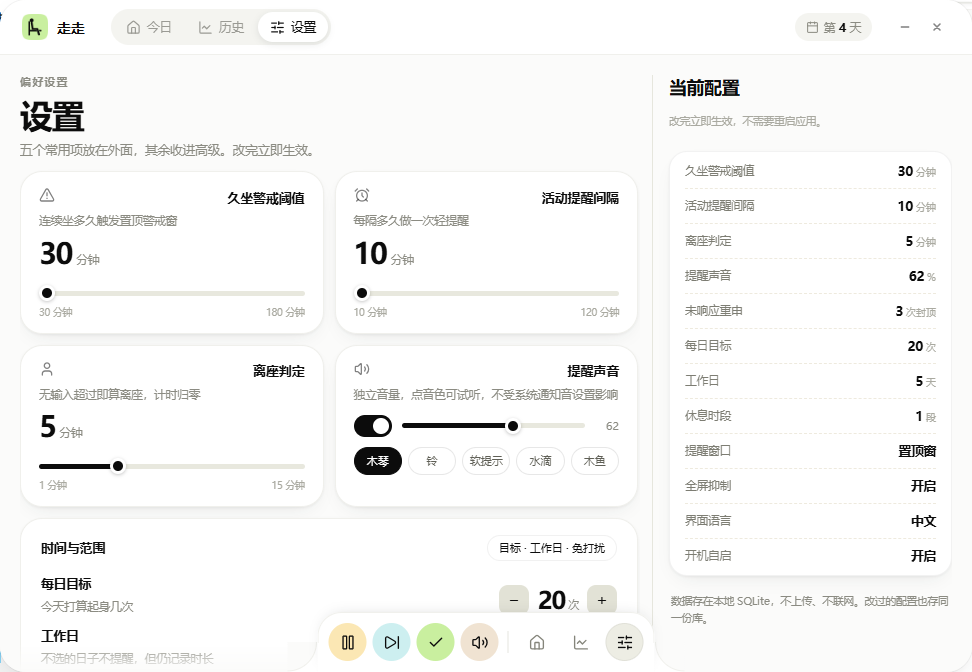 走走
今日
历史
设置
第 4 天
偏好设置
设置
五个常用项放在外面，其余收进高级。改完立即生效。
久坐警戒阈值
连续坐多久触发置顶警戒窗
30 分钟
30 分钟
180 分钟
活动提醒间隔
每隔多久做一次轻提醒
10 分钟
10 分钟
120 分钟
离座判定
无输入超过即算离座，计时归零
5 分钟
1 分钟
15 分钟
提醒声音
独立音量，点音色可试听，不受系统通知音设置影响
62
木琴
铃
软提示
水滴
木鱼
时间与范围
目标 · 工作日 · 免打扰
每日目标
今天打算起身几次
− 20 次 +
工作日
不选的日子不提醒，但仍记录时长
当前配置
改完立即生效，不需要重启应用。
久坐警戒阈值 30 分钟
活动提醒间隔 10 分钟
离座判定 5 分钟
提醒声音 62 %
未响应重申 3 次封顶
每日目标 20 次
工作日 5 天
休息时段 1 段
提醒窗口 置顶窗
全屏抑制 开启
界面语言 中文
开机自启 开启
数据存在本地 SQLite，不上传、不联网。改过的配置也存同
一份库。